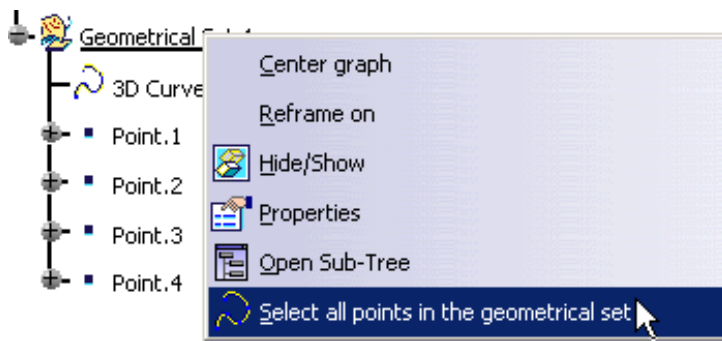 Geometrical
3D Curve
Point.1
Point.2
Point.3
Point.4
Center graph
Reframe on
Hide/Show
Properties
Open Sub-Tree
Select all points in the geometrical set